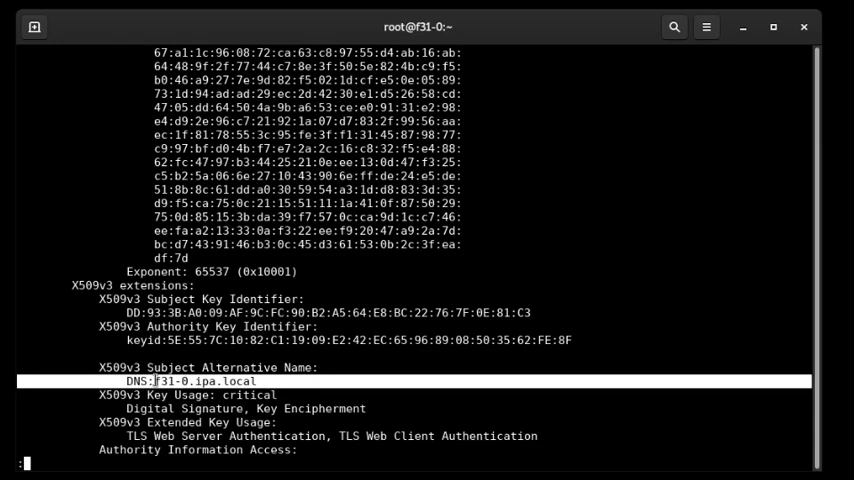 root@f31-0:~
67:a1:1c:96:08:72:ca:63:c8:97:55:d4:ab:16:ab:
64:48:9f:2f:77:44:c7:8e:3f:50:5e:82:4b:c9:f5:
b0:46:a9:27:7e:9d:82:f5:02:1d:cf:e5:0e:05:89:
73:1d:94:ad:ad:29:ec:2d:42:30:e1:d5:26:58:cd:
47:05:dd:64:50:4a:9b:a6:53:ce:e0:91:31:e2:98:
e4:d9:2e:96:c7:21:92:1a:07:d7:83:2f:99:56:aa:
ec:1f:81:78:55:3c:95:fe:3f:f1:31:45:87:98:77:
c9:97:bf:d0:4b:f7:e7:2a:2c:16:c8:32:f5:e4:88:
62:fc:47:97:b3:44:25:21:0e:ee:13:0d:47:f3:25:
c5:b2:5a:06:6e:27:10:43:90:6e:ff:de:24:e5:de:
51:8b:8c:61:dd:a0:30:59:54:a3:1d:d8:83:3d:35:
d9:f5:ca:75:0c:21:15:51:11:1a:41:0f:87:50:29:
75:0d:85:15:3b:da:39:f7:57:0c:ca:9d:1c:c7:46:
ee:fa:a2:13:33:0a:f3:22:ee:f9:20:47:a9:2a:7d:
bc:d7:43:91:46:b3:0c:45:d3:61:53:0b:2c:3f:ea:
df:7d
Exponent: 65537 (0x10001)
X509v3 extensions:
X509v3 Subject Key Identifier:
DD:93:3B:A0:09:AF:9C:FC:90:B2:A5:64:E8:BC:22:76:7F:0E:81:C3
X509v3 Authority Key Identifier:
keyid:5E:55:7C:10:82:C1:19:09:E2:42:EC:65:96:89:08:50:35:62:FE:8F
X509v3 Subject Alternative Name:
DNS:f31-0.ipa.local
X509v3 Key Usage: critical
Digital Signature, Key Encipherment
X509v3 Extended Key Usage:
TLS Web Server Authentication, TLS Web Client Authentication
Authority Information Access:
: